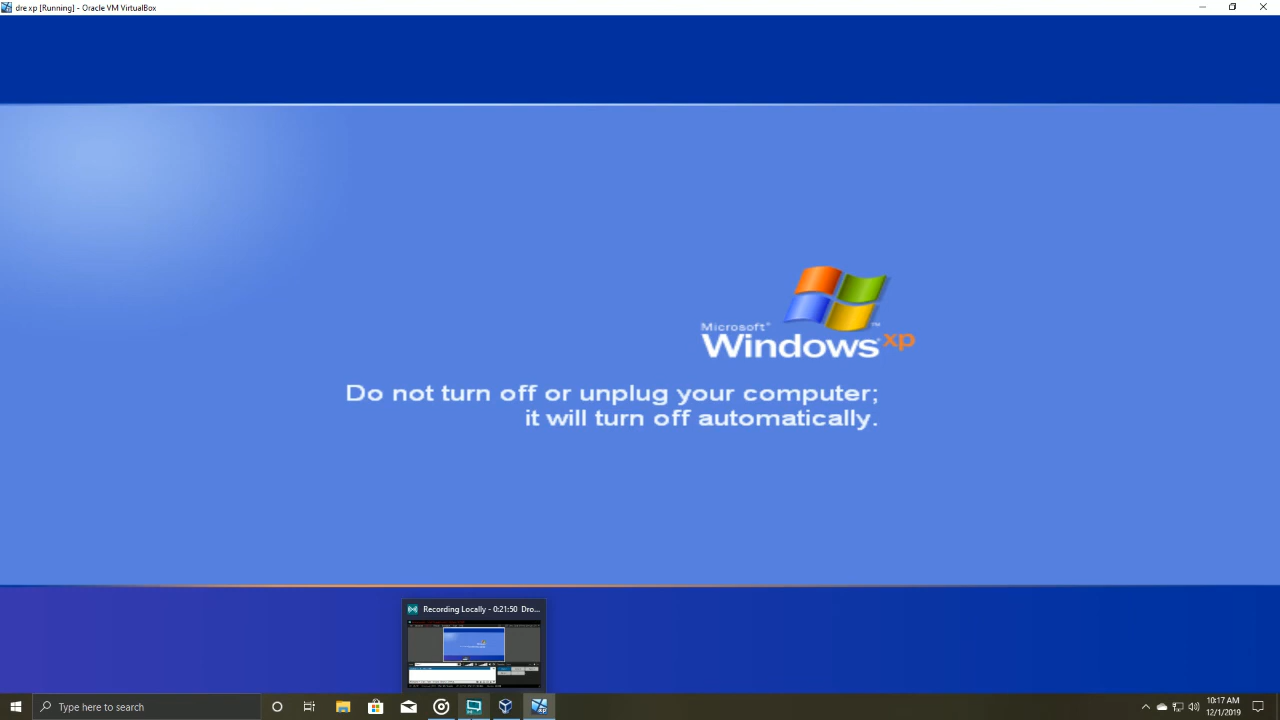 dre xp [Running] - Oracle VM VirtualBox
Microsoft®
Windows® xp
™
Do not turn off or unplug your computer;
it will turn off automatically.
Recording Locally - 0:21:50 Dro...
Type here to search
xp
10:17 AM
12/1/2019